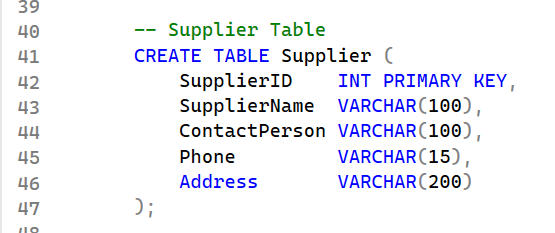 39
40 -- Supplier Table
41 CREATE TABLE Supplier (
42 SupplierID INT PRIMARY KEY,
43 SupplierName VARCHAR(100),
44 ContactPerson VARCHAR(100),
45 Phone VARCHAR(15),
46 Address VARCHAR(200)
47 );
48